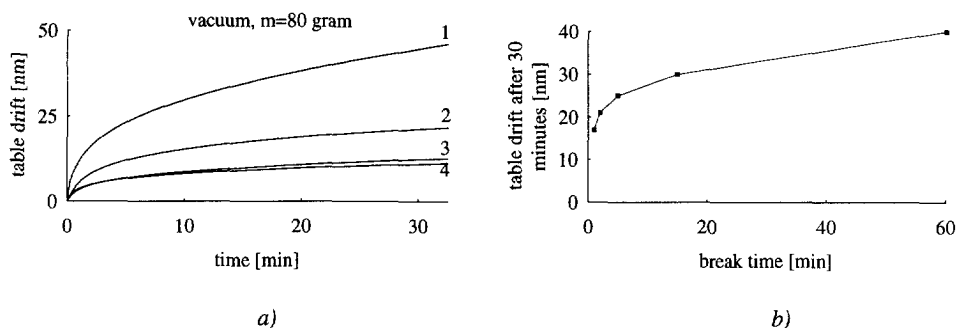 vacuum, m=80 gram
50
25
0
table drift [nm]
1
2
3
4
0 10 20 30
time [min]
a)
table drift after 30
minutes [nm]
40
30
20
10
0
0 20 40 60
break time [min]
b)